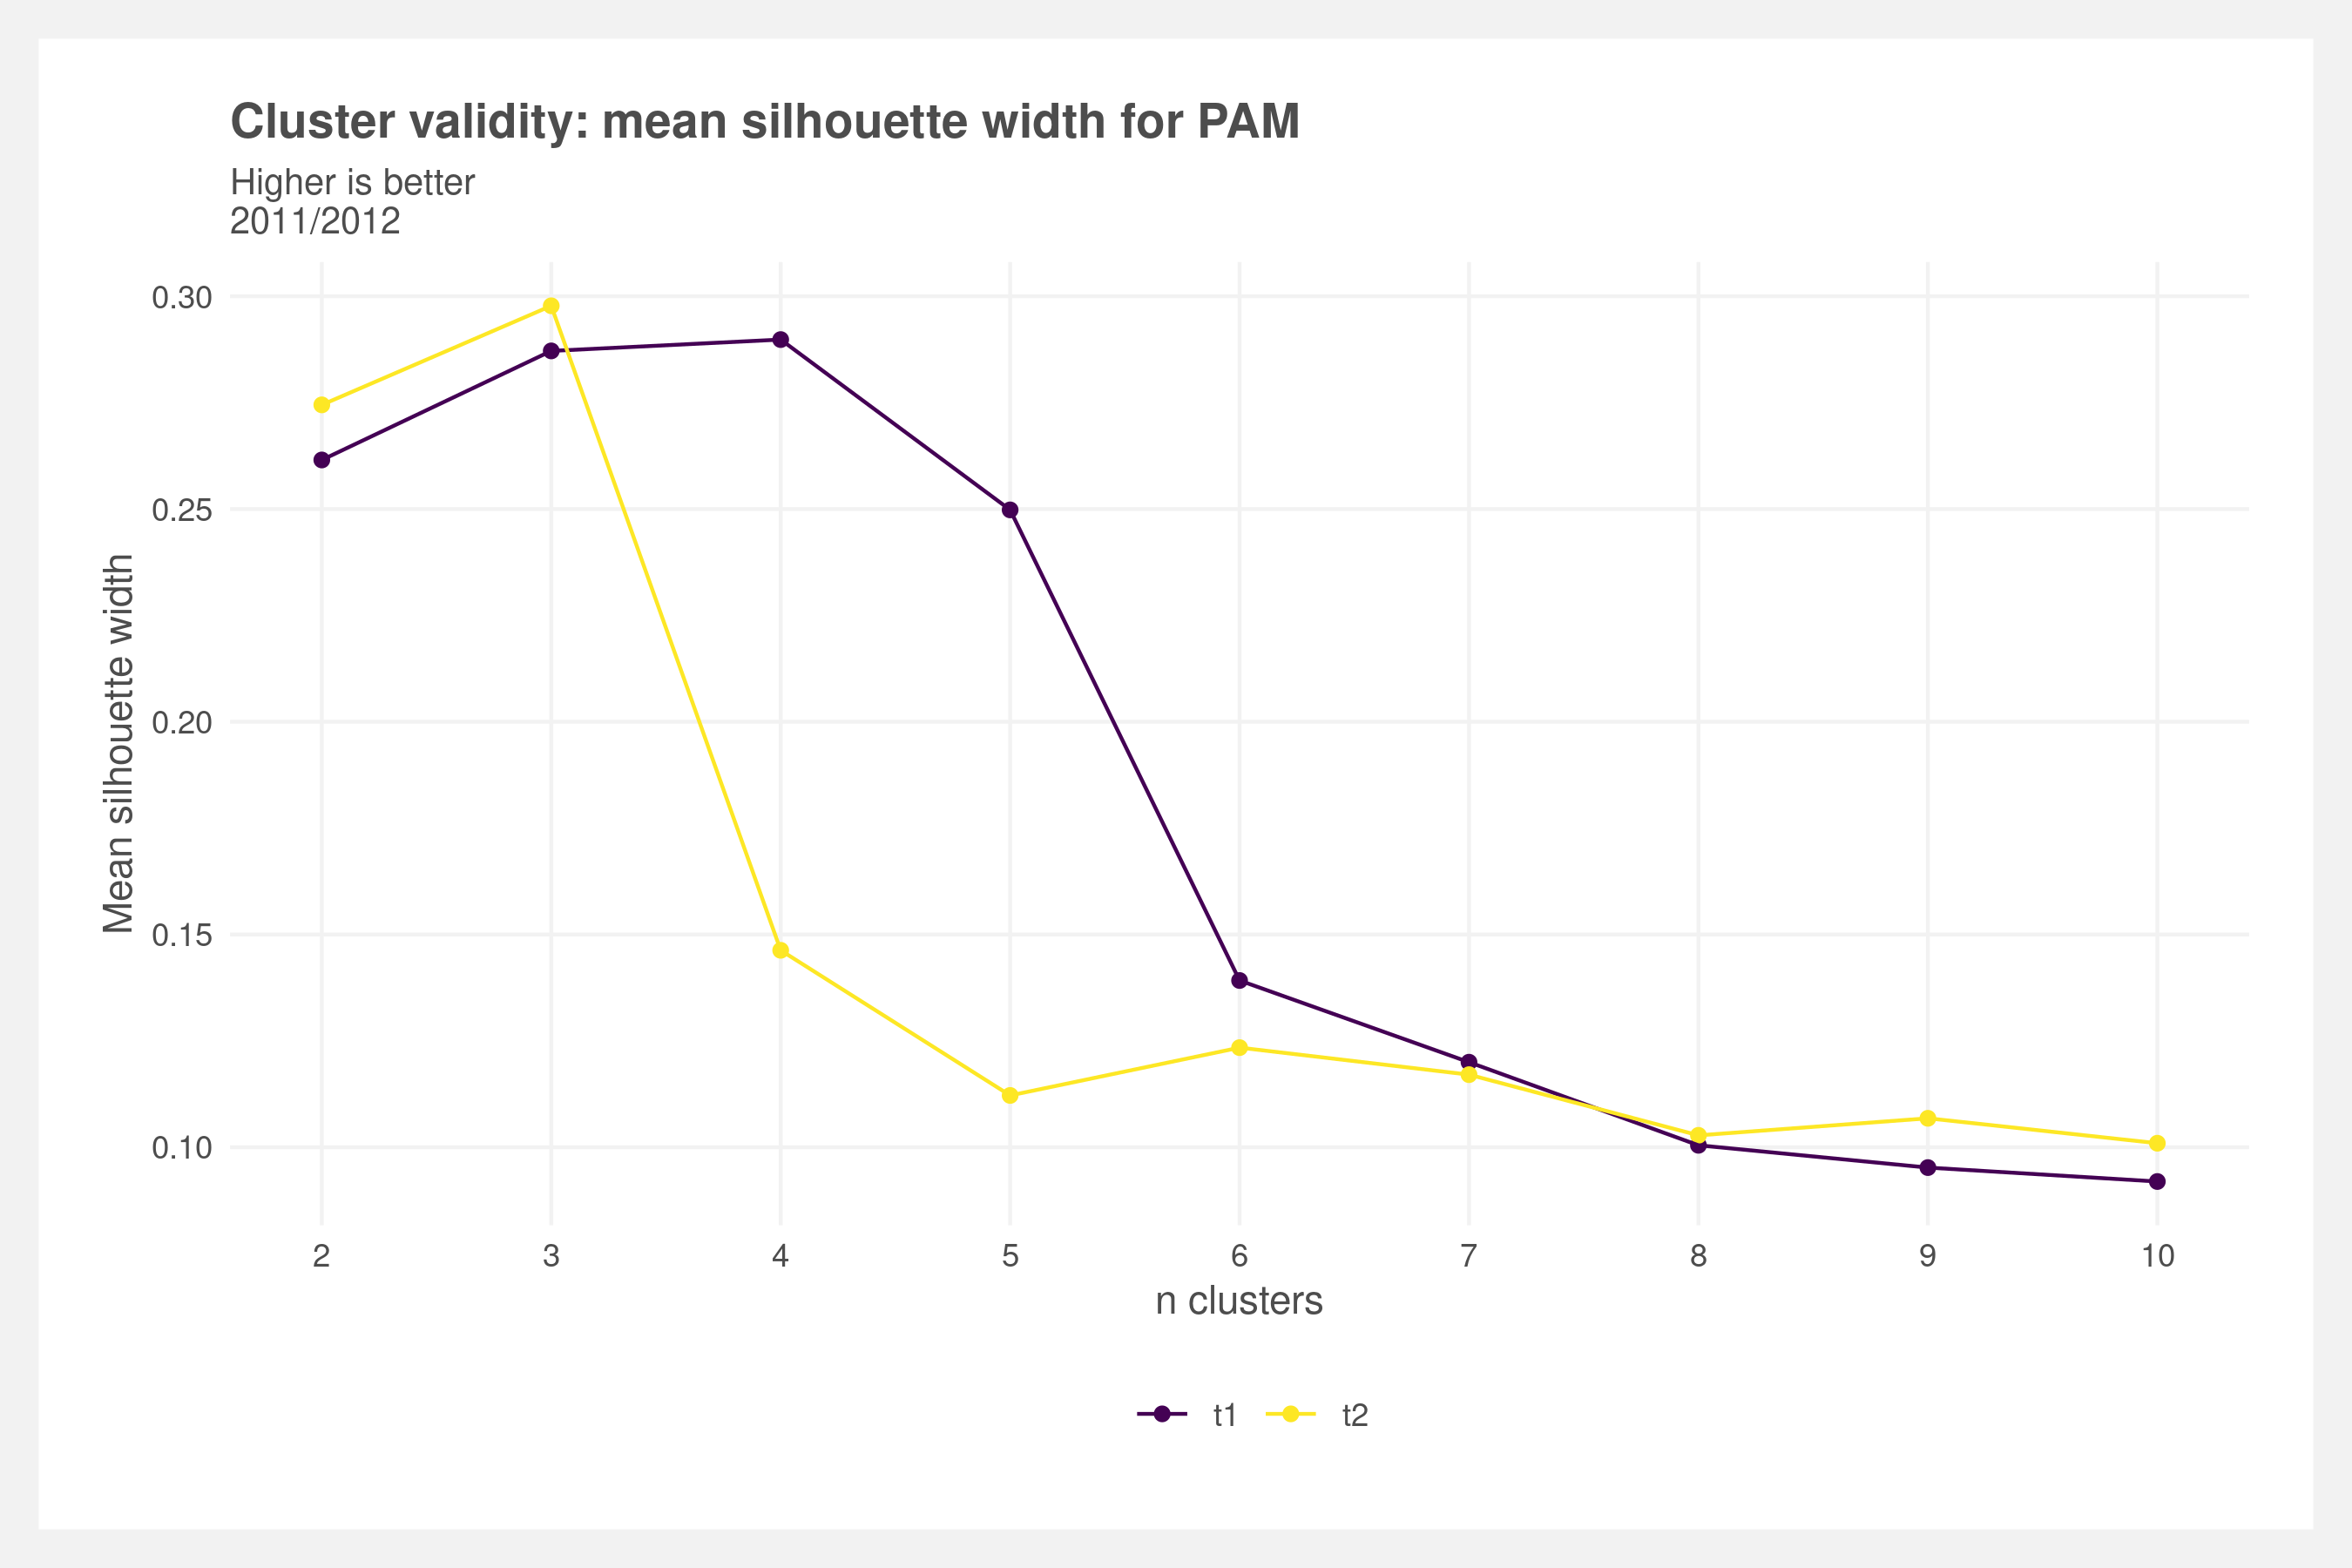 Cluster validity: mean silhouette width for PAM
Higher is better
2011/2012
0.30
0.25
0.20
0.15
0.10
Mean silhouette width
2 3 4 5 6 7 8 9 10
n clusters
t1 t2